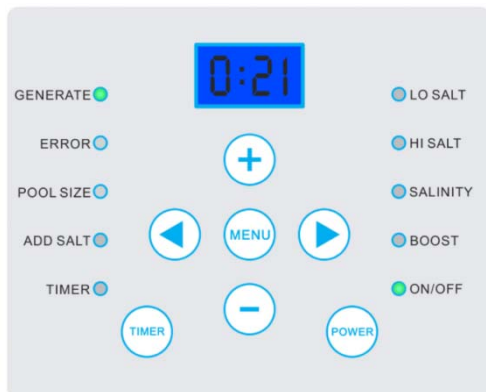 0:21
GENERATE
LO SALT
ERROR
HI SALT
POOL SIZE
SALINITY
ADD SALT
MENU
BOOST
TIMER
ON/OFF
TIMER
POWER